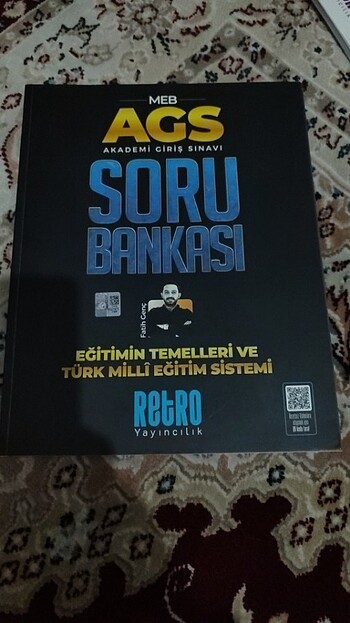 MEB
AGS
AKADEMİ GİRİŞ SINAVI
SORU
BANKASI
Fatih Genç
EĞİTİMİN TEMELLERİ VE
TÜRK MİLLÎ EĞİTİM SİSTEMİ
RetRO
Yayıncılık